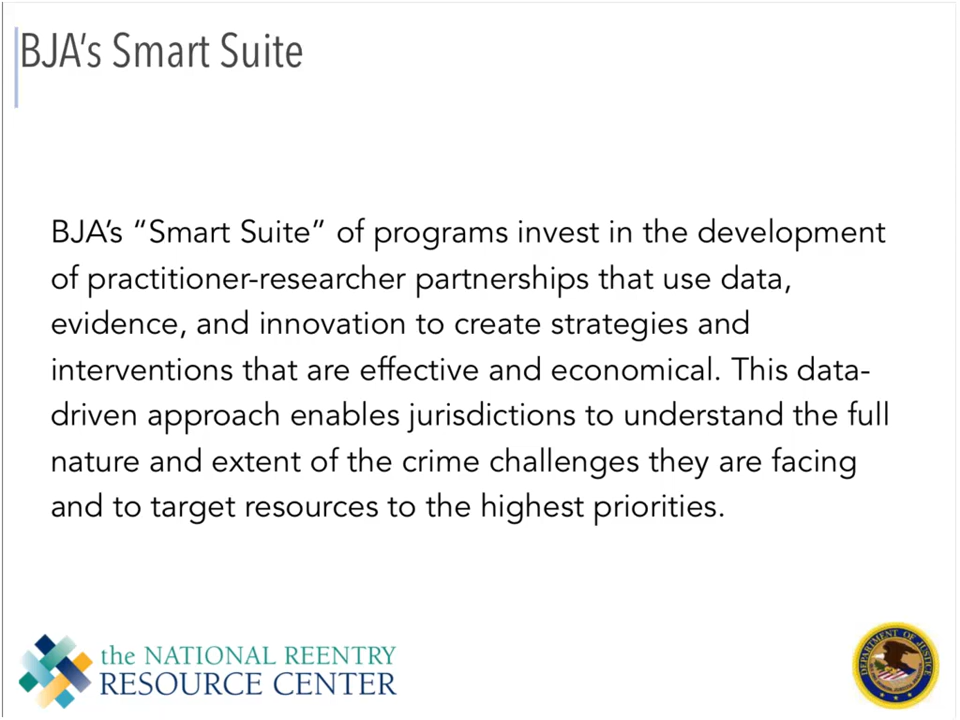 BJA’s Smart Suite
BJA’s “Smart Suite” of programs invest in the development
of practitioner-researcher partnerships that use data,
evidence, and innovation to create strategies and
interventions that are effective and economical. This data-
driven approach enables jurisdictions to understand the full
nature and extent of the crime challenges they are facing
and to target resources to the highest priorities.
the NATIONAL REENTRY
RESOURCE CENTER
DEPARTMENT OF JUSTICE